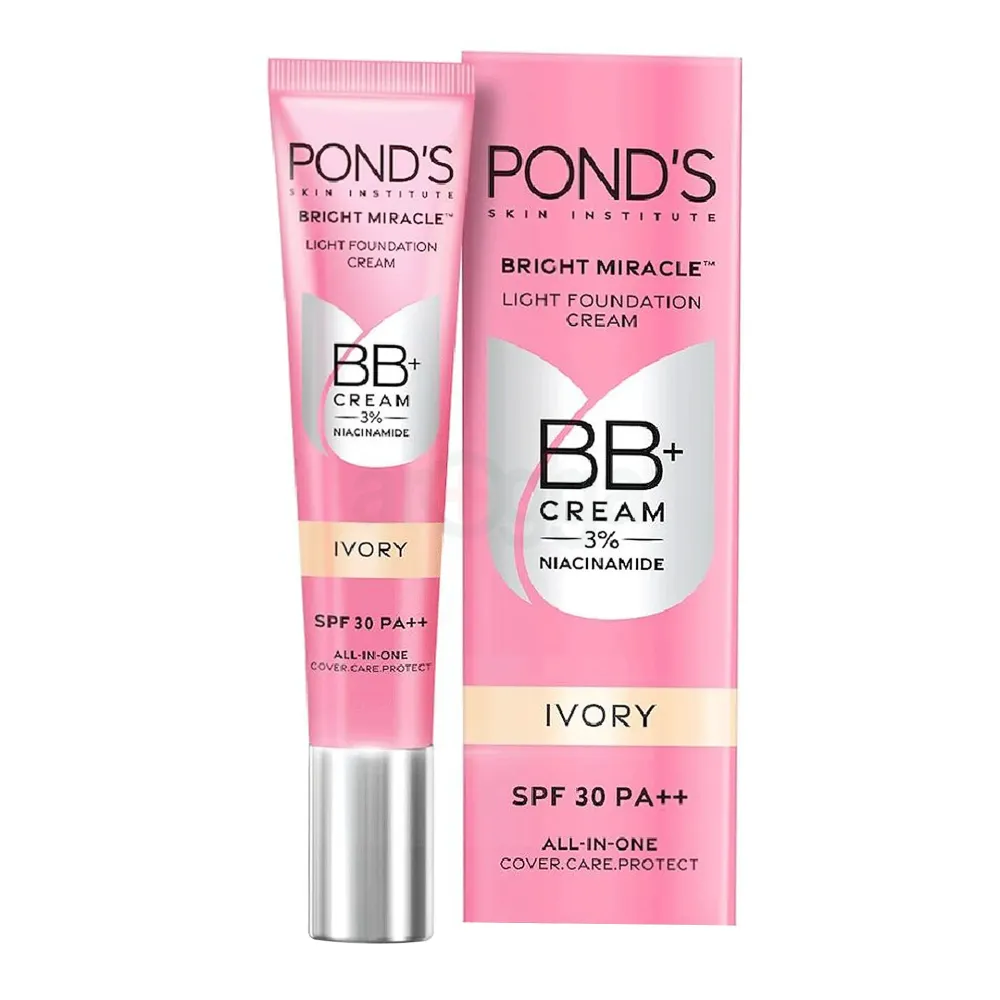 POND'S
SKIN INSTITUTE
BRIGHT MIRACLE™
LIGHT FOUNDATION
CREAM
BB+
CREAM
3%
NIACINAMIDE
IVORY
SPF 30 PA++
ALL-IN-ONE
COVER.CARE.PROTECT
POND'S
SKIN INSTITUTE
BRIGHT MIRACLE™
LIGHT FOUNDATION
CREAM
BB+
CREAM
3%
NIACINAMIDE
IVORY
SPF 30 PA++
ALL-IN-ONE
COVER.CARE.PROTECT